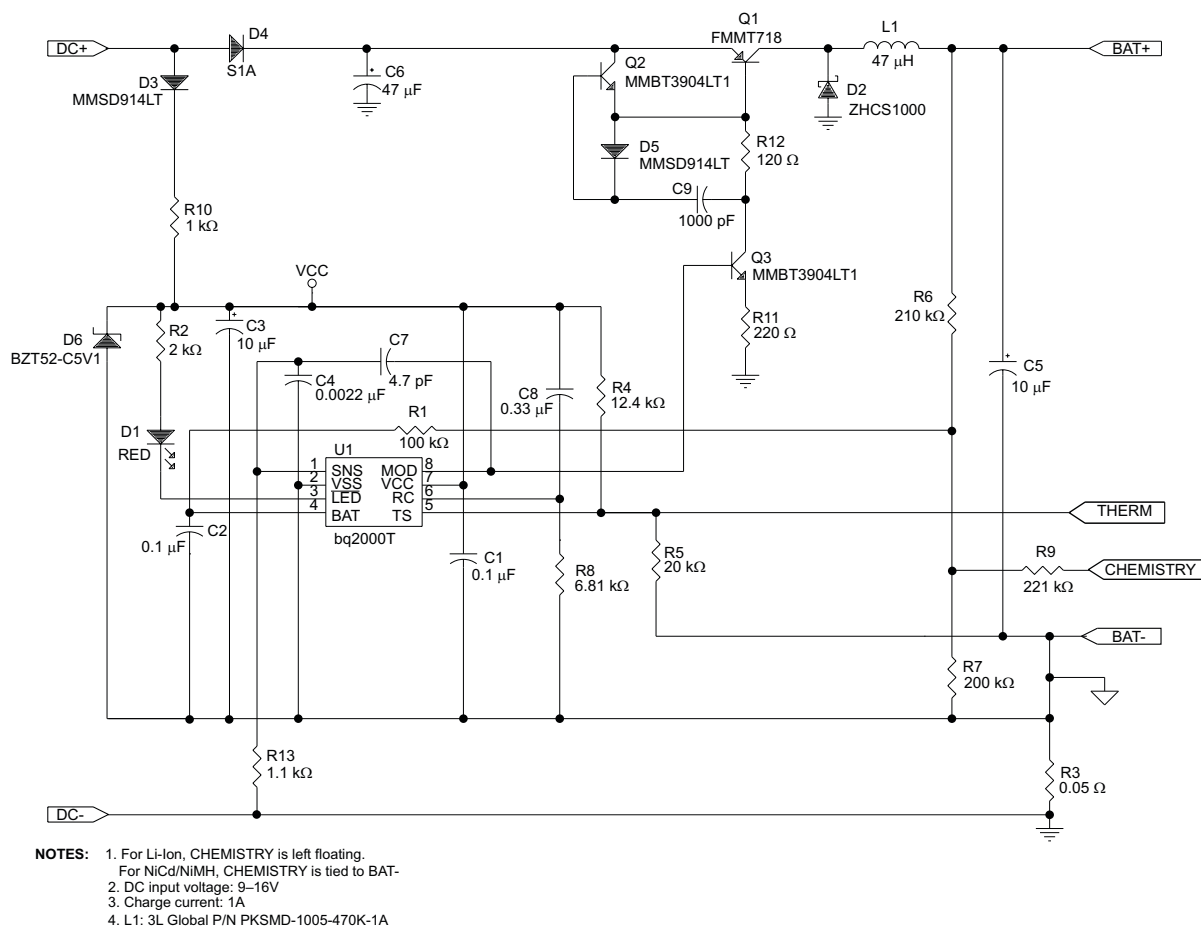 DC+
D4
S1A
D3
MMSD914LT
C6
47 μF
Q2
MMBT3904LT1
Q1
FMMT718
L1
47 μH
BAT+
D2
ZHCS1000
D5
MMSD914LT
R12
120 Ω
C9
1000 pF
R10
1 kΩ
Q3
MMBT3904LT1
VCC
R11
220 Ω
R6
210 kΩ
D6
BZT52-C5V1
R2
2 kΩ
C3
10 μF
C7
4.7 pF
C4
0.0022 μF
C8
0.33 μF
R4
12.4 kΩ
C5
10 μF
D1
RED
R1
100 kΩ
U1
1 SNS MOD 8
2 VSS VCC 7
3 LED RC 6
4 BAT TS 5
bq2000T
C2
0.1 μF
C1
0.1 μF
R8
6.81 kΩ
R5
20 kΩ
THERM
R9
221 kΩ
CHEMISTRY
BAT-
R7
200 kΩ
R13
1.1 kΩ
R3
0.05 Ω
DC-
NOTES: 1. For Li-Ion, CHEMISTRY is left floating.
For NiCd/NiMH, CHEMISTRY is tied to BAT-
2. DC input voltage: 9–16V
3. Charge current: 1A
4. L1: 3L Global P/N PKSMD-1005-470K-1A